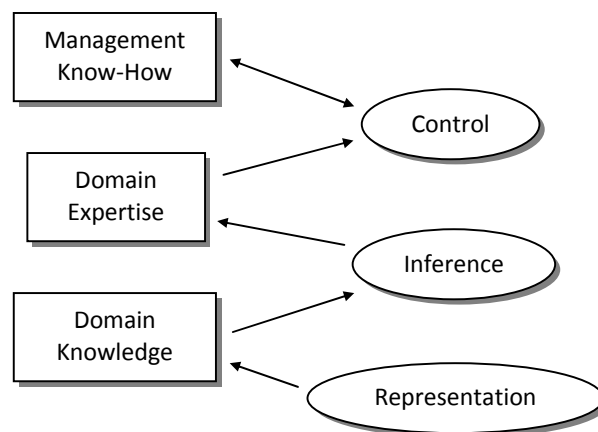 Management
Know-How
Control
Domain
Expertise
Inference
Domain
Knowledge
Representation